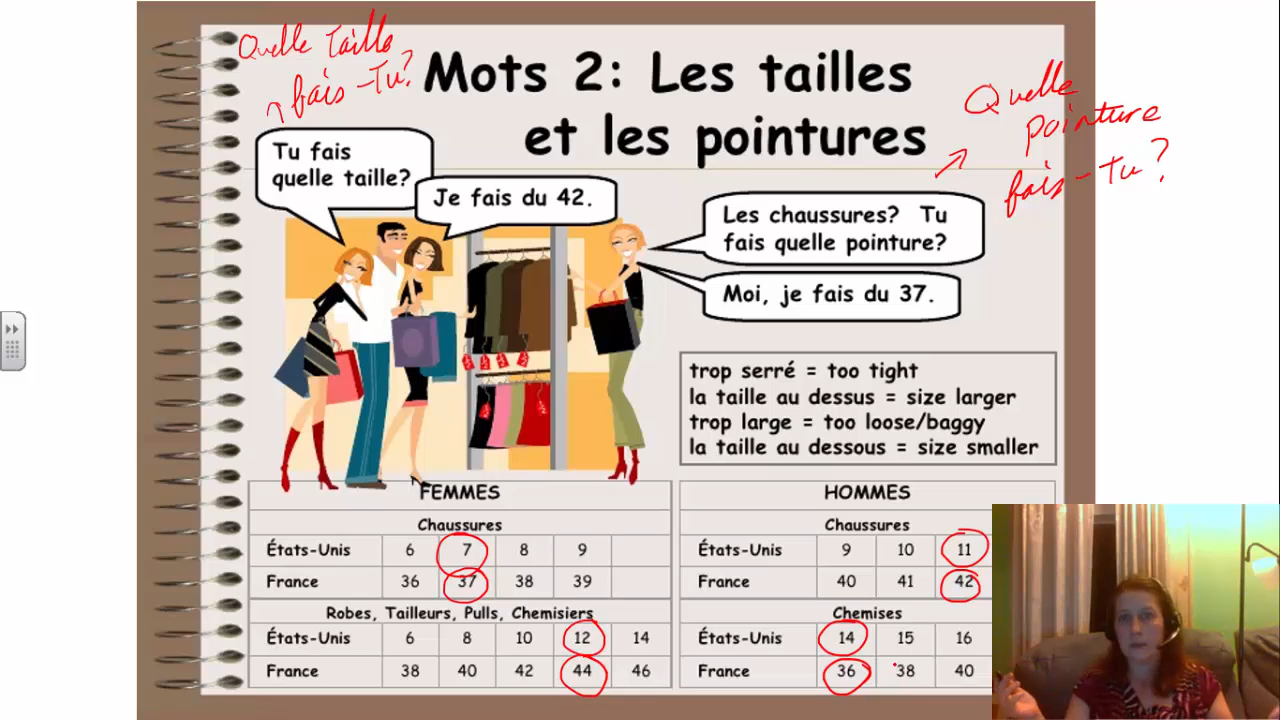 Quelle Taille
fais-Tu?
Mots 2: Les tailles
et les pointures
Quelle
pointure
fais-Tu?
Tu fais
quelle taille?
Je fais du 42.
Les chaussures? Tu
fais quelle pointure?
Moi, je fais du 37.
trop serré = too tight
la taille au dessus = size larger
trop large = too loose/baggy
la taille au dessous = size smaller
FEMMES
Chaussures
États-Unis 6 7 8 9
France 36 37 38 39
Robes, Tailleurs, Pulls, Chemisiers
États-Unis 6 8 10 12 14
France 38 40 42 44 46
HOMMES
Chaussures
États-Unis 9 10 11
France 40 41 42
Chemises
États-Unis 14 15 16
France 36 38 40